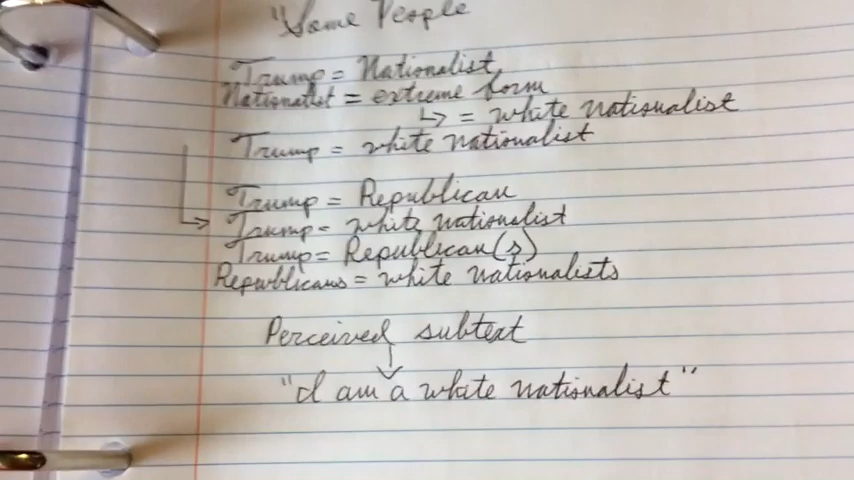 "Some People
Trump = Nationalist
Nationalist = extreme form
↳ = white nationalist
Trump = white nationalist
Trump = Republican
Trump = white nationalist
Trump = Republican(s)
Republicans = white nationalists
Perceived subtext
"I am a white nationalist"